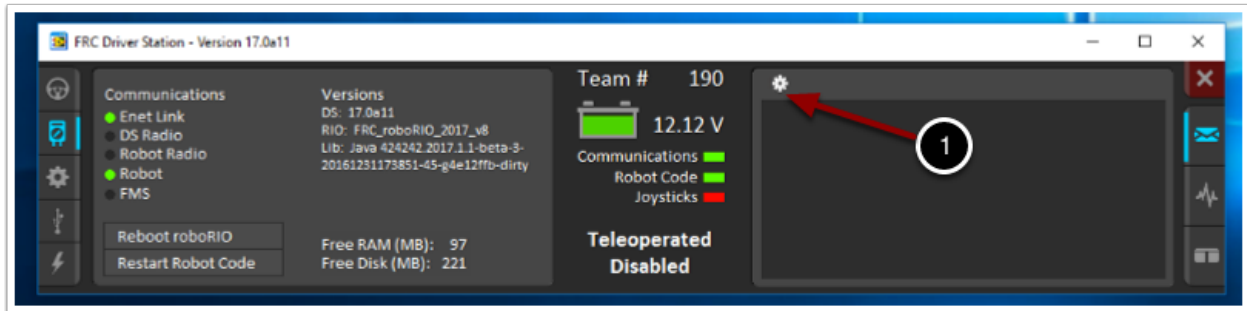 FRC Driver Station - Version 17.0a11
Communications
Enet Link
DS Radio
Robot Radio
Robot
FMS
Reboot roboRIO
Restart Robot Code
Versions
DS: 17.0a11
RIO: FRC_roboRIO_2017_v8
Lib: Java 424242.2017.1.1-beta-3-
20161231173851-45-g4e12ffb-dirty
Free RAM (MB): 97
Free Disk (MB): 221
Team # 190
12.12 V
Communications
Robot Code
Joysticks
Teleoperated
Disabled
1